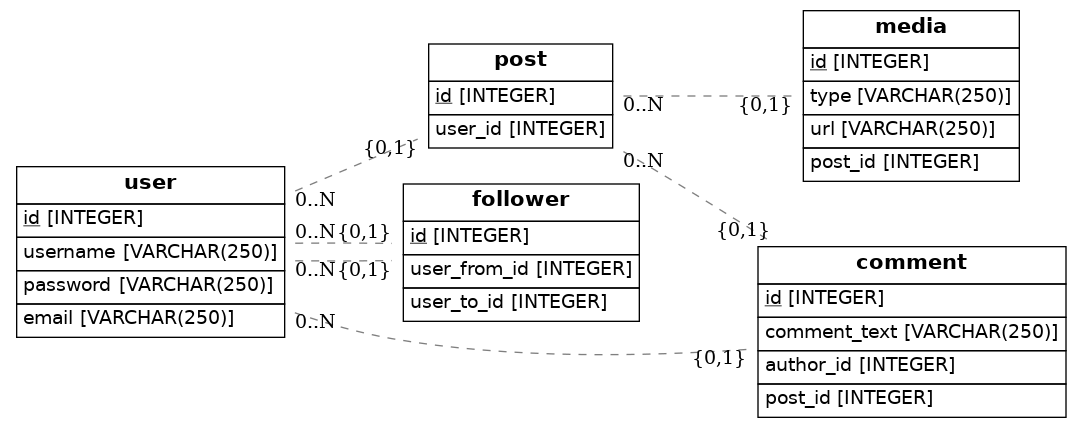 user
id [INTEGER]
username [VARCHAR(250)]
password [VARCHAR(250)]
email [VARCHAR(250)]
post
id [INTEGER]
user_id [INTEGER]
follower
id [INTEGER]
user_from_id [INTEGER]
user_to_id [INTEGER]
media
id [INTEGER]
type [VARCHAR(250)]
url [VARCHAR(250)]
post_id [INTEGER]
comment
id [INTEGER]
comment_text [VARCHAR(250)]
author_id [INTEGER]
post_id [INTEGER]
{0,1}
0..N
0..N{0,1}
0..N{0,1}
0..N
{0,1}
0..N
{0,1}
0..N
{0,1}